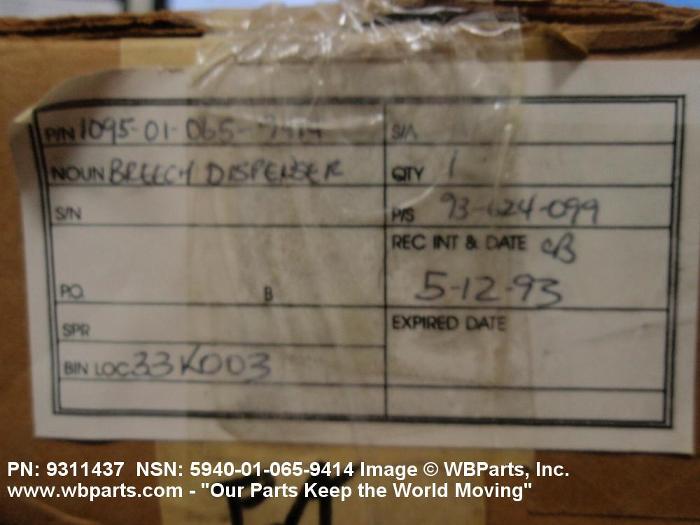 P/N 1095-01-065-9414 S/A
NOUN BREECH DISPENSER QTY 1
S/N P/S 93-624-099
REC INT & DATE CB
P.O. B 5-12-93
SPR EXPIRED DATE
BIN LOC 33K003
PN: 9311437 NSN: 5940-01-065-9414 Image © WBParts, Inc.
www.wbparts.com - "Our Parts Keep the World Moving"